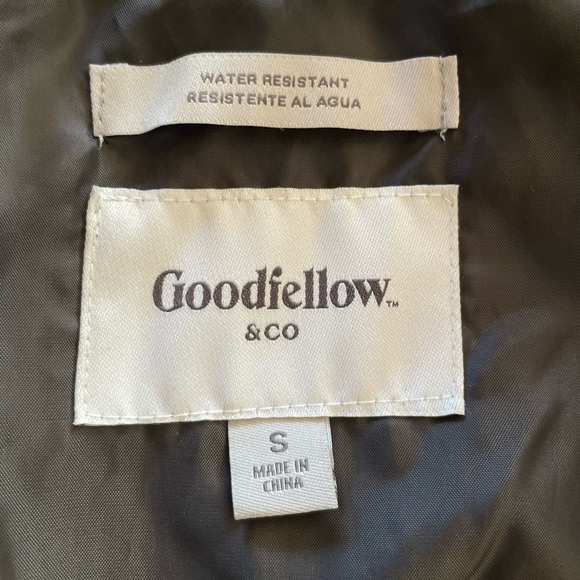 WATER RESISTANT
RESISTENTE AL AGUA
Goodfellow™
& CO
S
MADE IN
CHINA